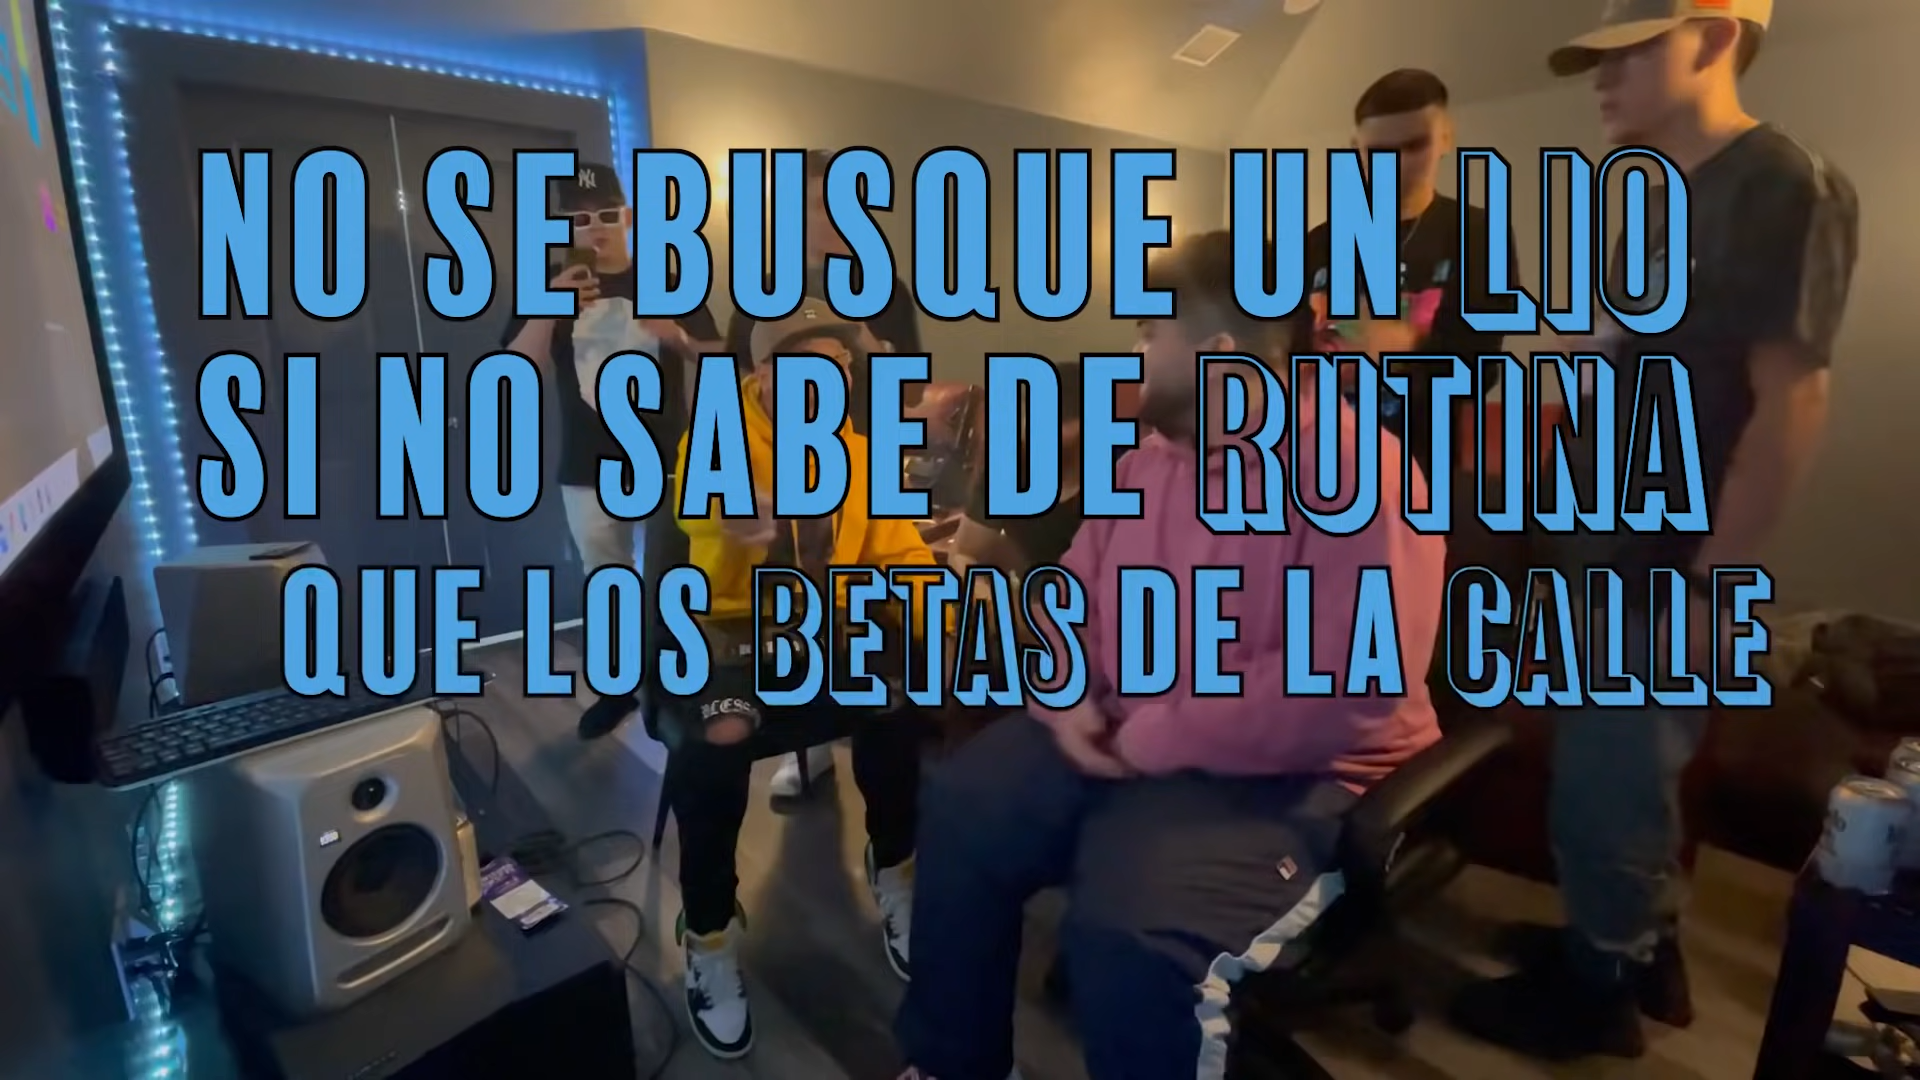 NO SE BUSQUE UN LIO
SI NO SABE DE RUTINA
QUE LOS BETAS DE LA CALLE